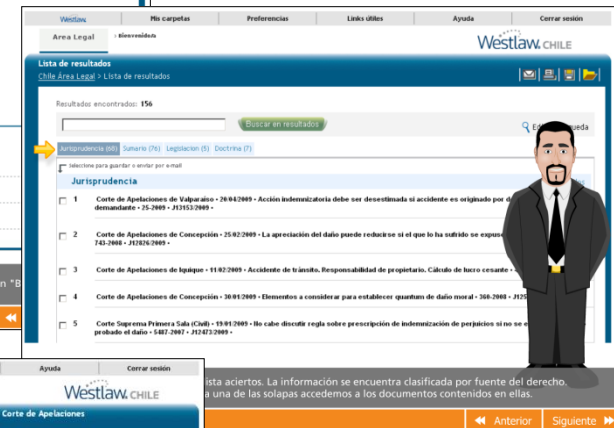 Westlaw. Mis carpetas Preferencias Links útiles Ayuda Cerrar sesión
Area Legal > Bienvenida/o
Westlaw. CHILE
Lista de resultados
Chile Área Legal > Lista de resultados
Resultados encontrados: 156
Buscar en resultados
Jurisprudencia (68) Sumario (76) Legislacion (5) Doctrina (7)
Seleccione para guardar o enviar por e-mail
Jurisprudencia
1 Corte de Apelaciones de Valparaíso • 20/04/2009 • Acción indemnizatoria debe ser desestimada si accidente es originado por
demandante • 25-2009 • J13153/2009 •
2 Corte de Apelaciones de Concepción • 25/02/2009 • La apreciación del daño puede reducirse si el que lo ha sufrido se expuso
743-2008 • J12826/2009 •
3 Corte de Apelaciones de Iquique • 11/02/2009 • Accidente de tránsito. Responsabilidad de propietario. Cálculo de lucro cesante •
4 Corte de Apelaciones de Concepción • 30/01/2009 • Elementos a considerar para establecer quantum de daño moral • 360-2008 •
5 Corte Suprema Primera Sala (Civil) • 19/01/2009 • No cabe discutir regla sobre prescripción de indemnización de perjuicios si no se
probado el daño • 5487-2007 • J12473/2009 •
n "B
Ayuda Cerrar sesión
Westlaw. CHILE
Corte de Apelaciones
ista aciertos. La información se encuentra clasificada por fuente del derecho.
a una de las solapas accedemos a los documentos contenidos en ellas.
Anterior Siguiente